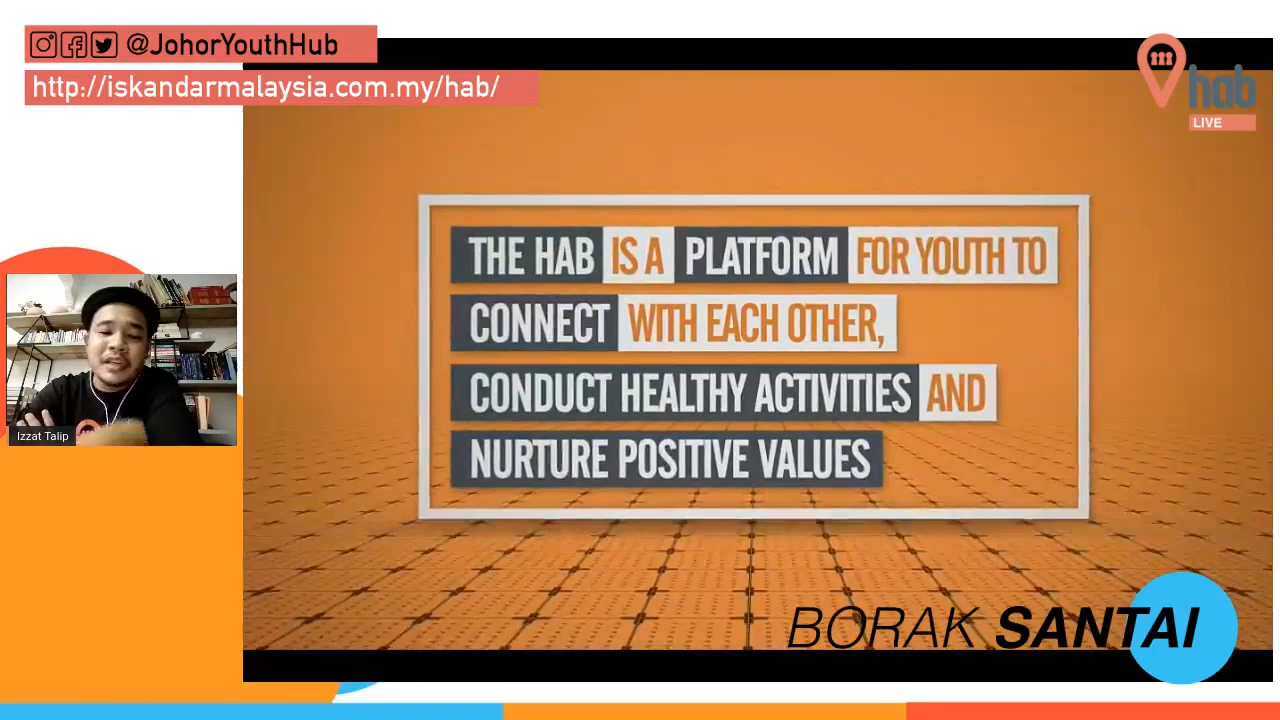 @JohorYouthHub
http://iskandarmalaysia.com.my/hab/
hab
LIVE
THE HAB IS A PLATFORM FOR YOUTH TO
CONNECT WITH EACH OTHER,
CONDUCT HEALTHY ACTIVITIES AND
NURTURE POSITIVE VALUES
Izzat Talip
BORAK SANTAI